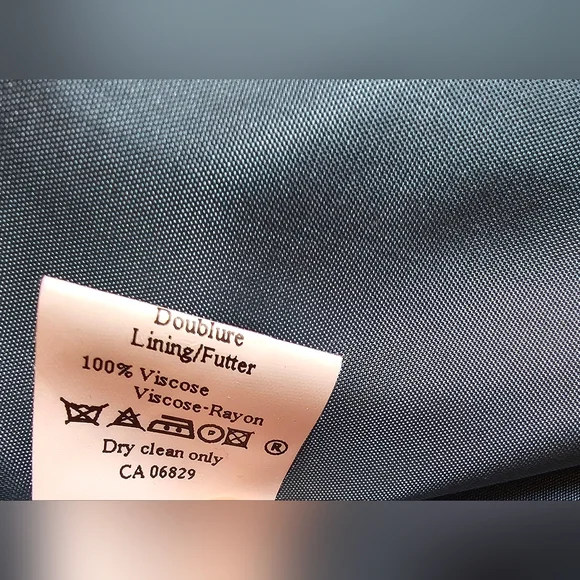 Doublure
Lining/Futter
100% Viscose
Viscose-Rayon
P
®
Dry clean only
CA 06829